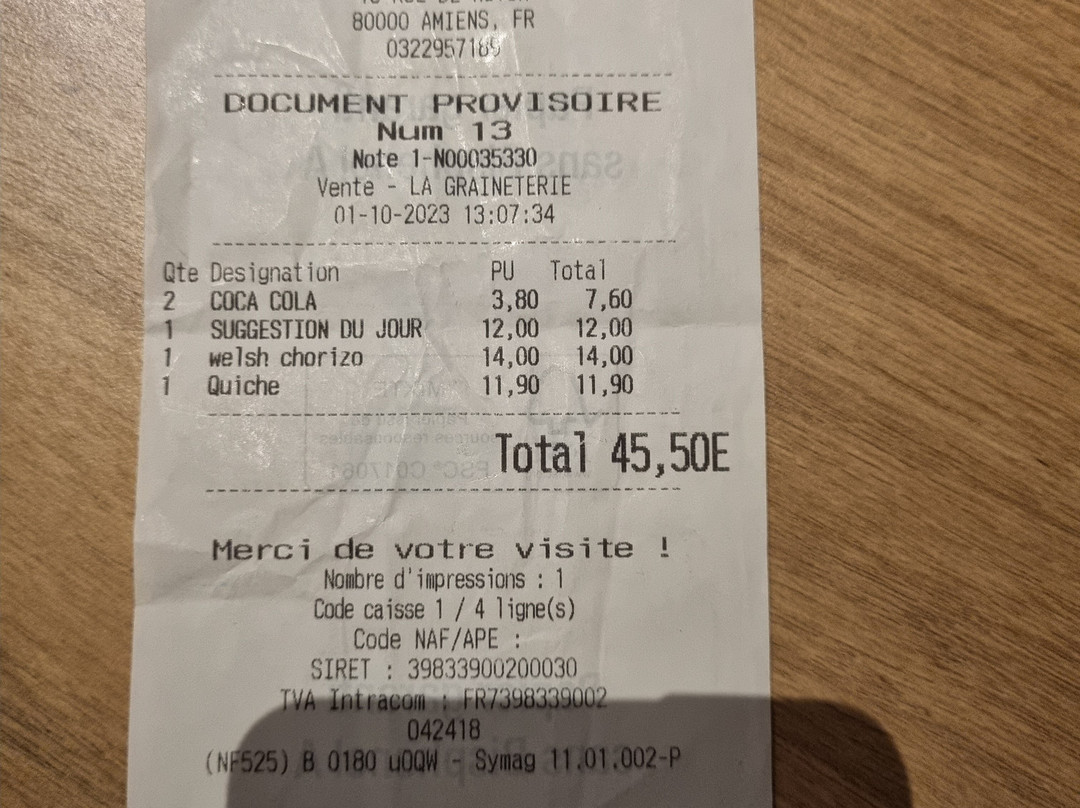 80000 AMIENS, FR
0322957189
DOCUMENT PROVISOIRE
Num 13
Note 1-N00035330
Vente - LA GRAINETERIE
01-10-2023 13:07:34
Qte Designation PU Total
2 COCA COLA 3,80 7,60
1 SUGGESTION DU JOUR 12,00 12,00
1 welsh chorizo 14,00 14,00
1 Quiche 11,90 11,90
Total 45,50E
Merci de votre visite !
Nombre d'impressions : 1
Code caisse 1 / 4 ligne(s)
Code NAF/APE :
SIRET : 39833900200030
TVA Intracom : FR7398339002
042418
(NF525) B 0180 uOQW - Symag 11.01.002-P